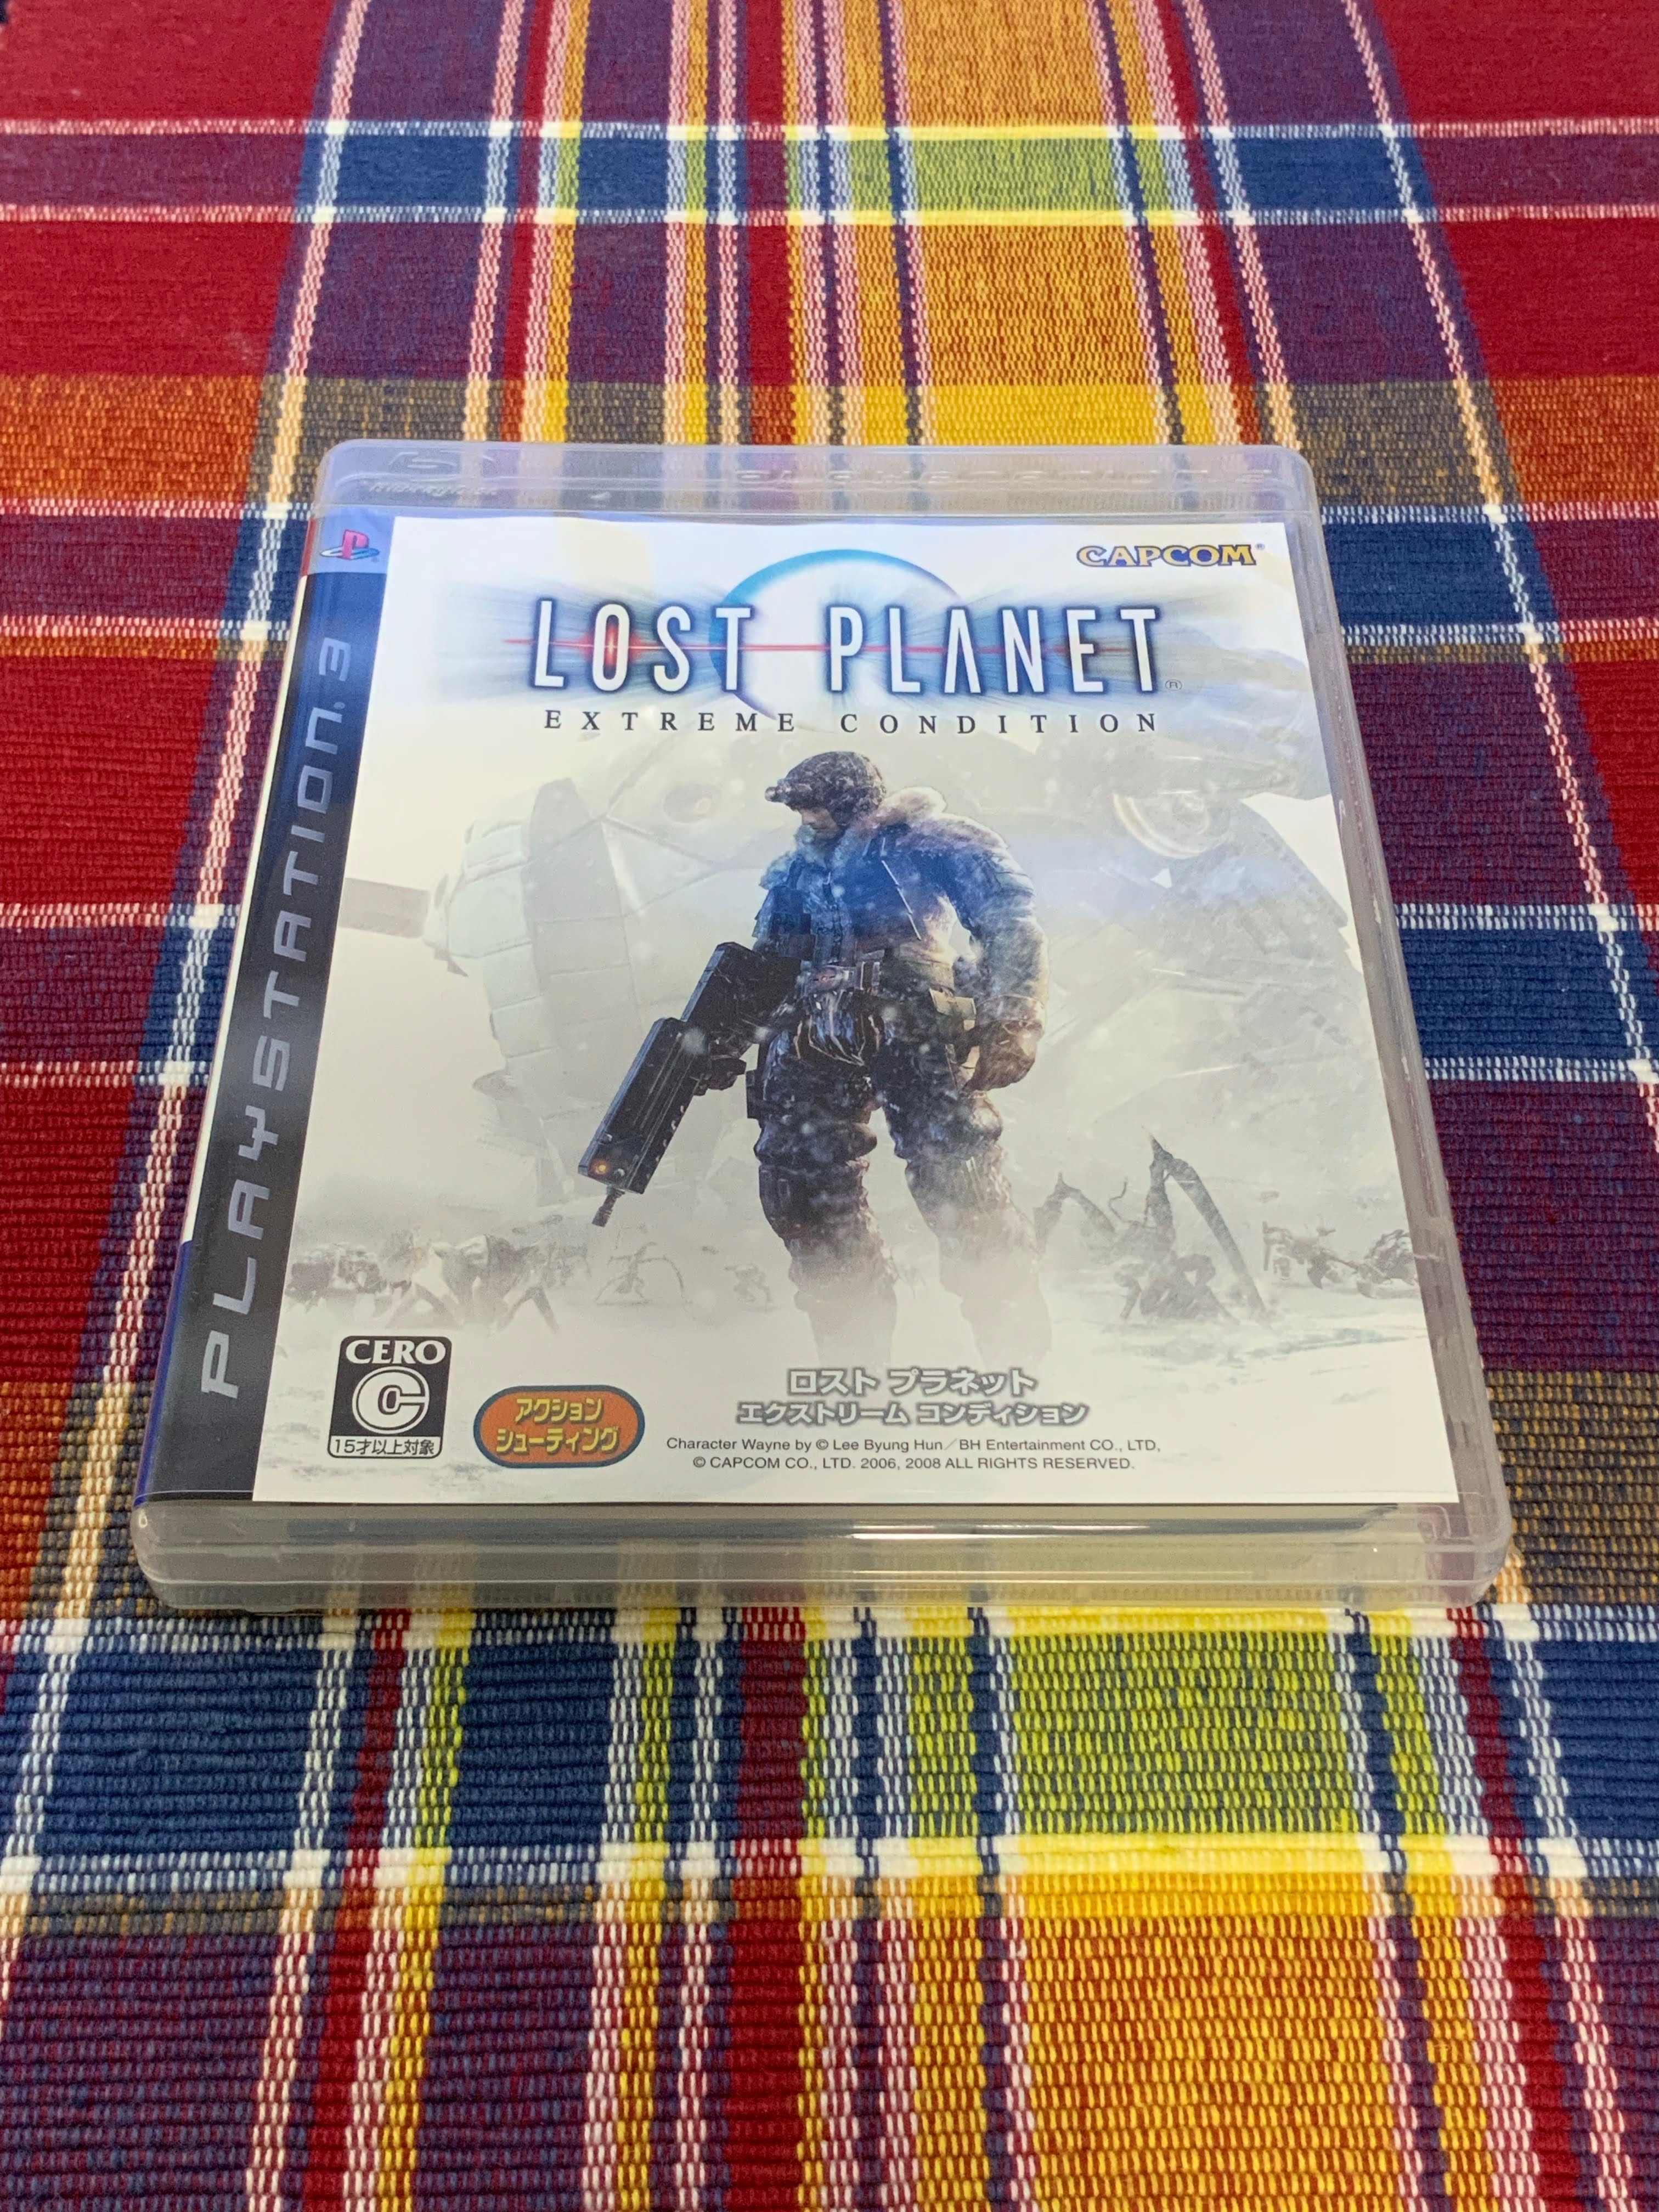 CAPCOM®
LOST PLANET®
EXTREME CONDITION
PLAYSTATION®3
CERO
C
15才以上対象
アクション
シューティング
ロスト プラネット
エクストリーム コンディション
Character Wayne by © Lee Byung Hun／BH Entertainment CO., LTD,
© CAPCOM CO., LTD. 2006, 2008 ALL RIGHTS RESERVED.